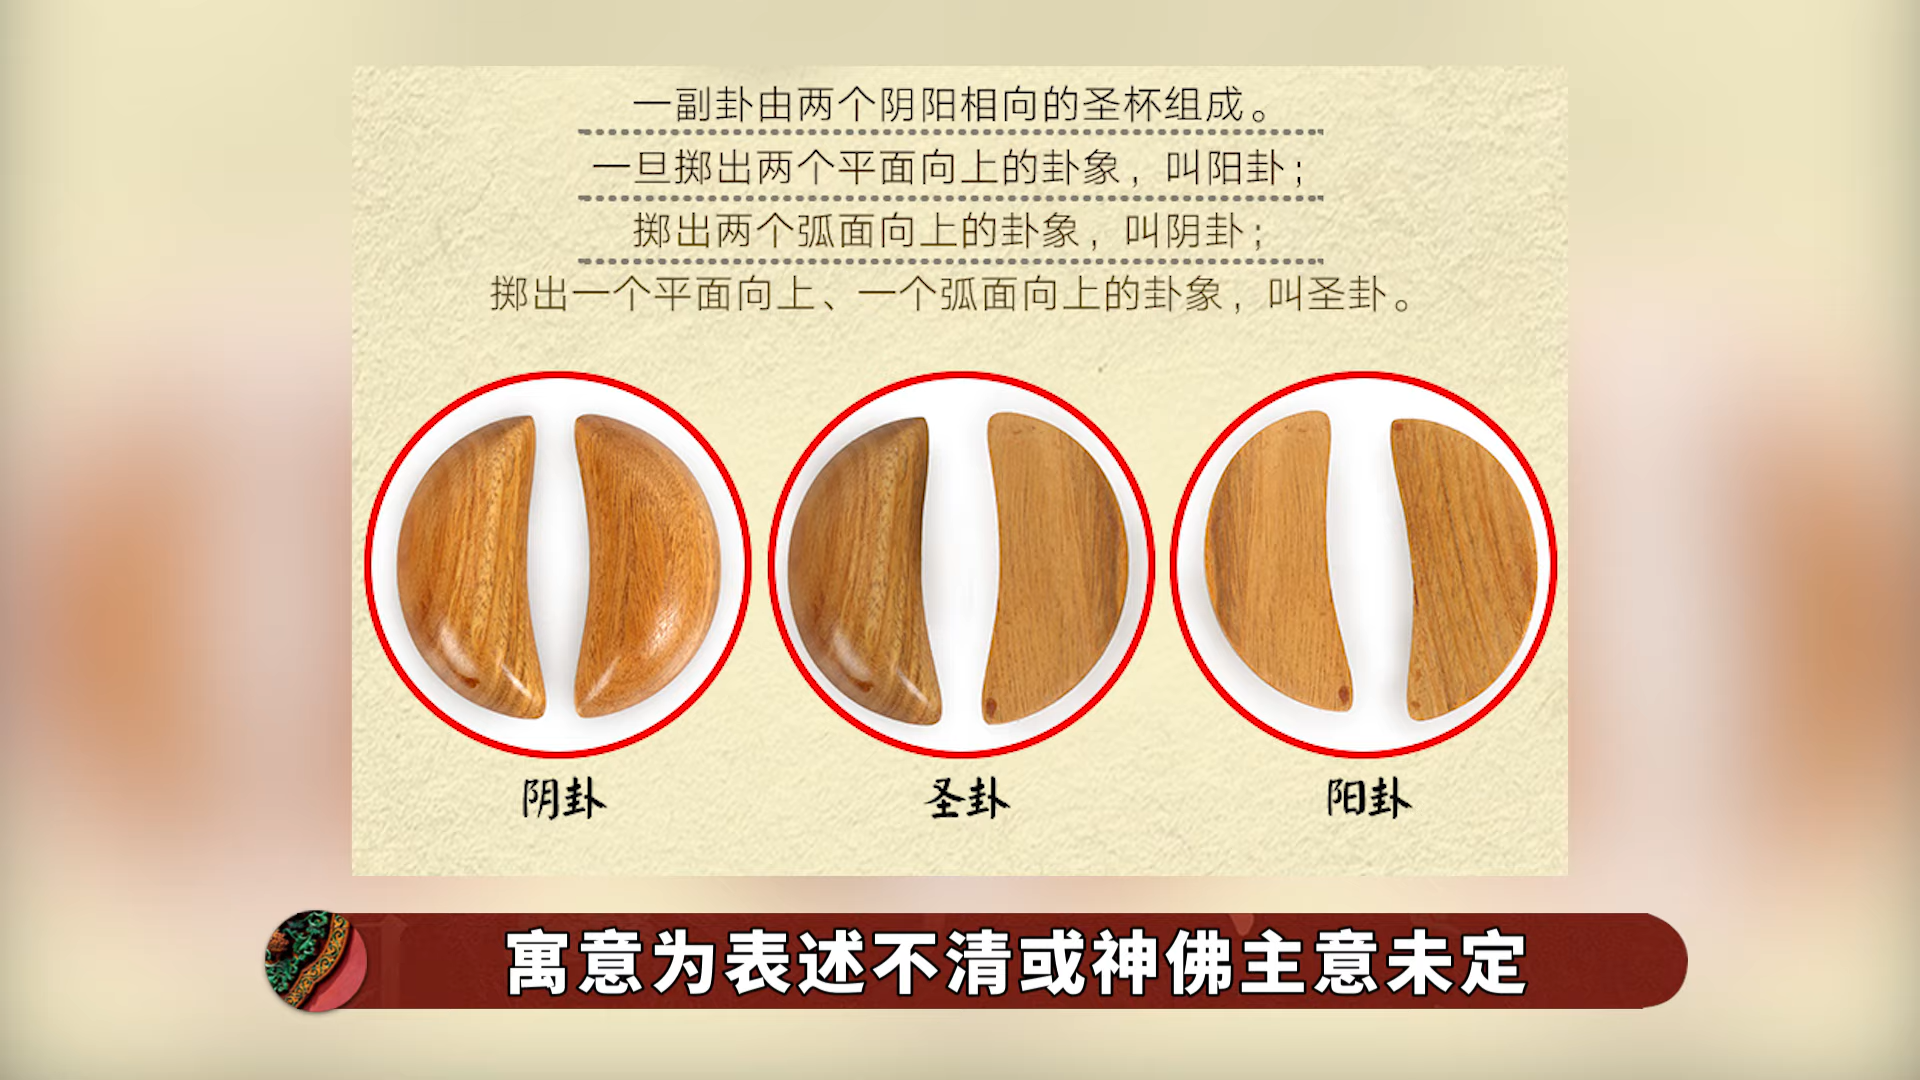 一副卦由两个阴阳相向的圣杯组成。
一旦掷出两个平面向上的卦象，叫阳卦；
掷出两个弧面向上的卦象，叫阴卦；
掷出一个平面向上、一个弧面向上的卦象，叫圣卦。
阴卦
圣卦
阳卦
寓意为表述不清或神佛主意未定